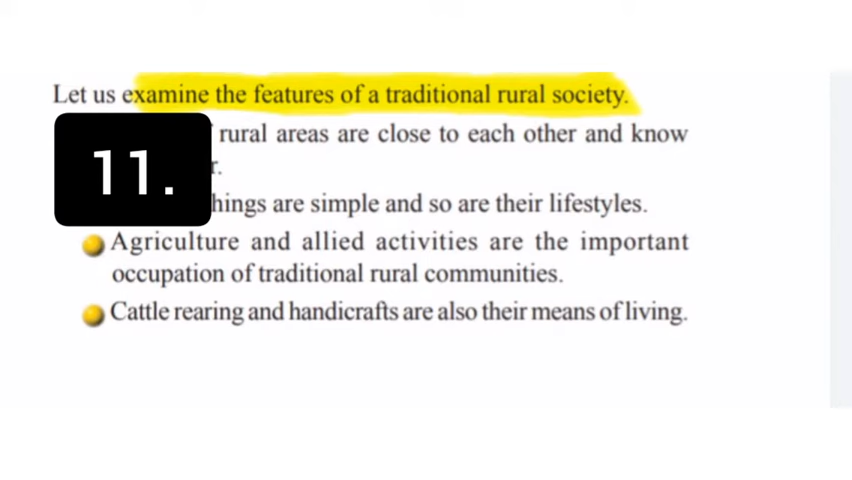 Let us examine the features of a traditional rural society.
rural areas are close to each other and know
11.
are simple and so are their lifestyles.
Agriculture and allied activities are the important
occupation of traditional rural communities.
Cattle rearing and handicrafts are also their means of living.